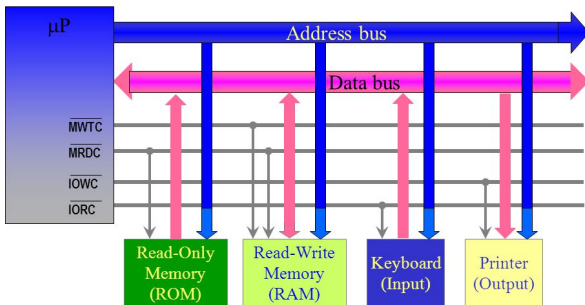 μP
Address bus
Data bus
MWTC
MRDC
IOWC
IORC
Read-Only
Memory
(ROM)
Read-Write
Memory
(RAM)
Keyboard
(Input)
Printer
(Output)